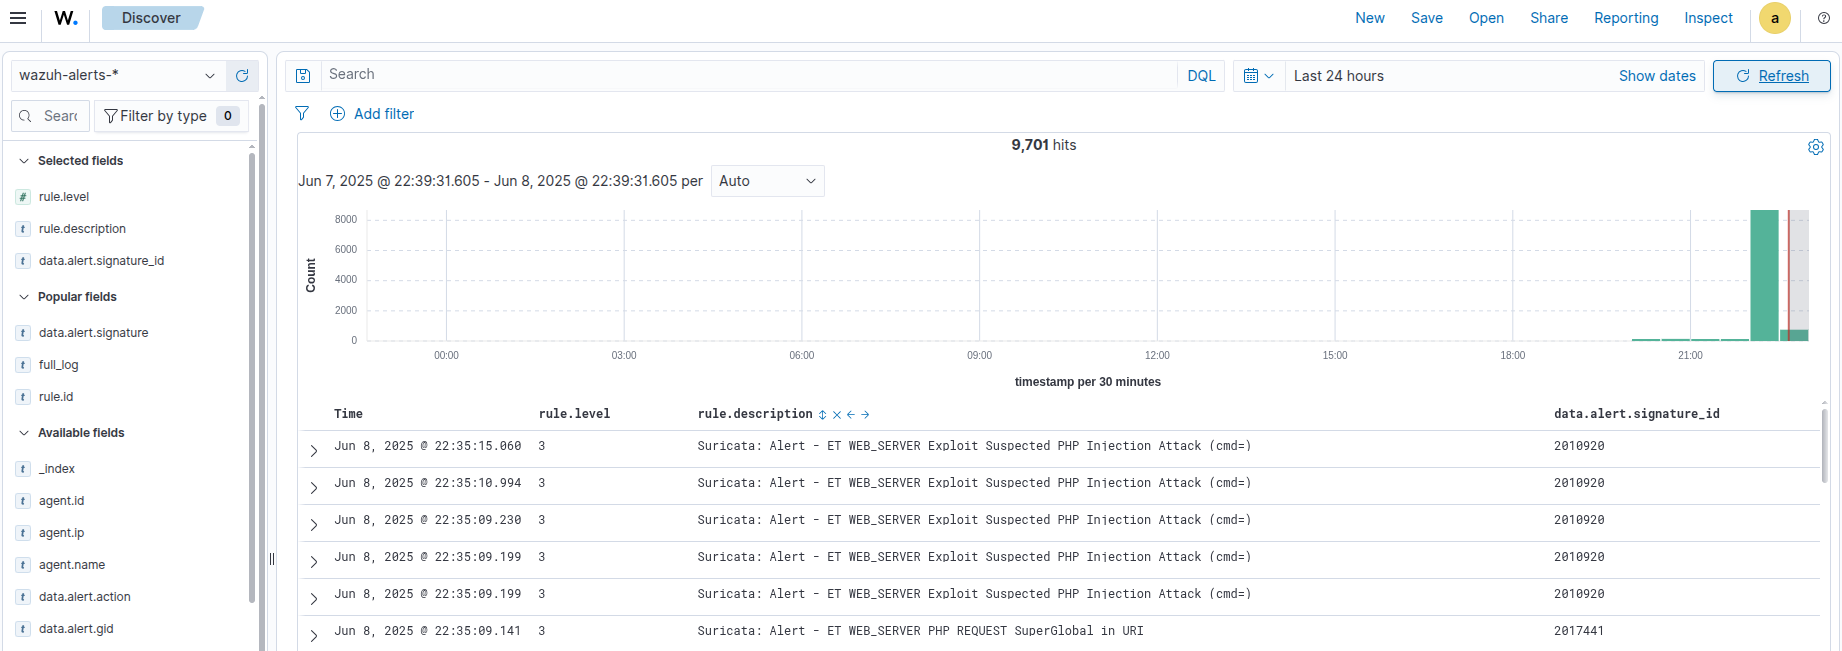 W. Discover New Save Open Share Reporting Inspect a
wazuh-alerts-* Search DQL Last 24 hours Show dates Refresh
Searc Filter by type 0 Add filter
9,701 hits
Jun 7, 2025 @ 22:39:31.605 - Jun 8, 2025 @ 22:39:31.605 per Auto
Selected fields
# rule.level
t rule.description
t data.alert.signature_id
Popular fields
t data.alert.signature
t full_log
t rule.id
Available fields
t _index
t agent.id
t agent.ip
t agent.name
t data.alert.action
t data.alert.gid
Count
8000
6000
4000
2000
0
00:00 03:00 06:00 09:00 12:00 15:00 18:00 21:00
timestamp per 30 minutes
Time rule.level rule.description data.alert.signature_id
Jun 8, 2025 @ 22:35:15.060 3 Suricata: Alert - ET WEB_SERVER Exploit Suspected PHP Injection Attack (cmd=) 2010920
Jun 8, 2025 @ 22:35:10.994 3 Suricata: Alert - ET WEB_SERVER Exploit Suspected PHP Injection Attack (cmd=) 2010920
Jun 8, 2025 @ 22:35:09.230 3 Suricata: Alert - ET WEB_SERVER Exploit Suspected PHP Injection Attack (cmd=) 2010920
Jun 8, 2025 @ 22:35:09.199 3 Suricata: Alert - ET WEB_SERVER Exploit Suspected PHP Injection Attack (cmd=) 2010920
Jun 8, 2025 @ 22:35:09.199 3 Suricata: Alert - ET WEB_SERVER Exploit Suspected PHP Injection Attack (cmd=) 2010920
Jun 8, 2025 @ 22:35:09.141 3 Suricata: Alert - ET WEB_SERVER PHP REQUEST SuperGlobal in URI 2017441